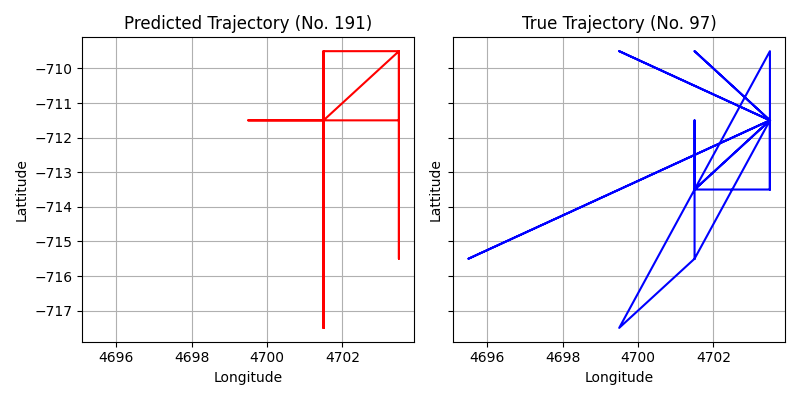 Predicted Trajectory (No. 191)
True Trajectory (No. 97)
−710
−711
−712
−713
−714
−715
−716
−717
Lattitude
Lattitude
4696 4698 4700 4702
4696 4698 4700 4702
Longitude
Longitude